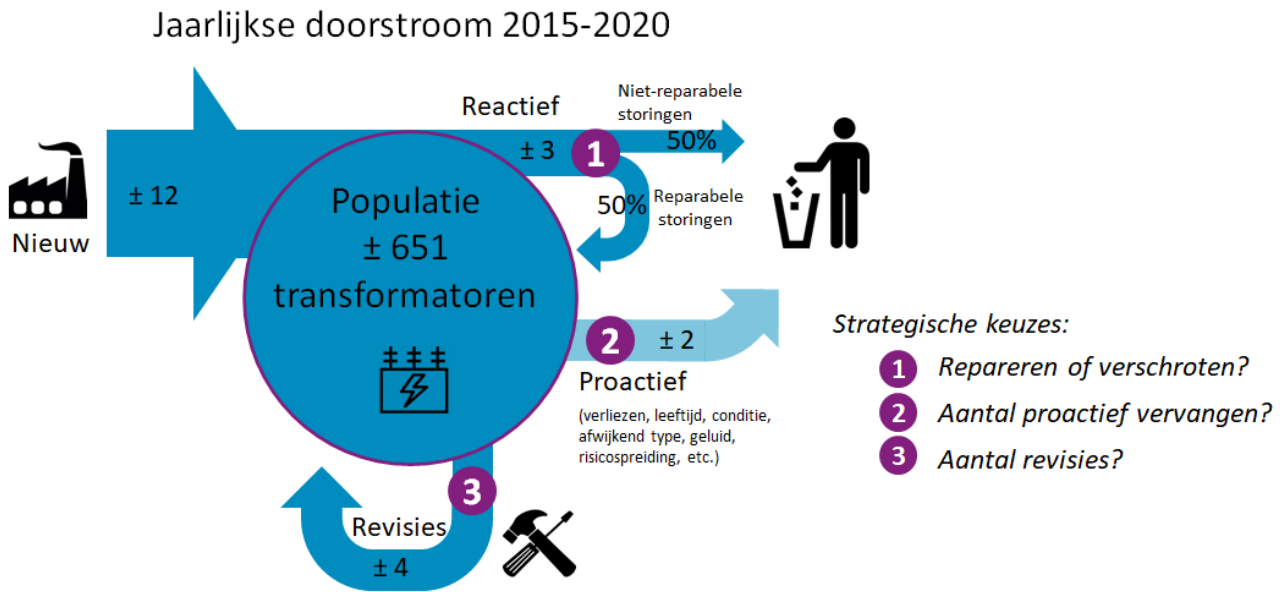 Jaarlijkse doorstroom 2015-2020
Nieuw
± 12
Populatie
± 651
transformatoren
Reactief
± 3
1
Niet-reparabele
storingen
50%
50%
Reparabele
storingen
2
± 2
Proactief
(verliezen, leeftijd, conditie,
afwijkend type, geluid,
risicospreiding, etc.)
3
Revisies
± 4
Strategische keuzes:
1 Repareren of verschroten?
2 Aantal proactief vervangen?
3 Aantal revisies?